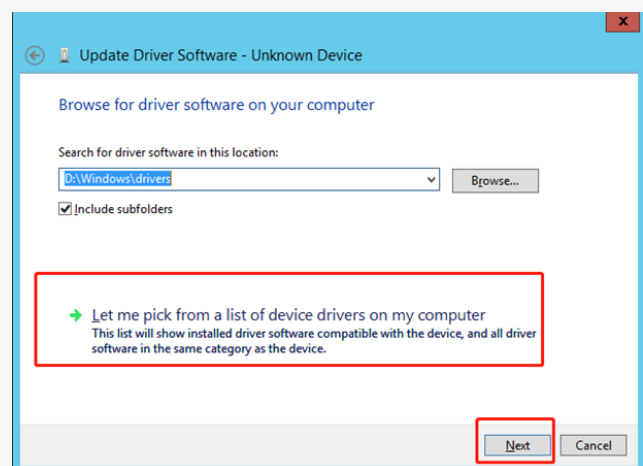 x
Update Driver Software - Unknown Device
Browse for driver software on your computer
Search for driver software in this location:
D:\Windows\drivers
Browse...
Include subfolders
Let me pick from a list of device drivers on my computer
This list will show installed driver software compatible with the device, and all driver
software in the same category as the device.
Next
Cancel